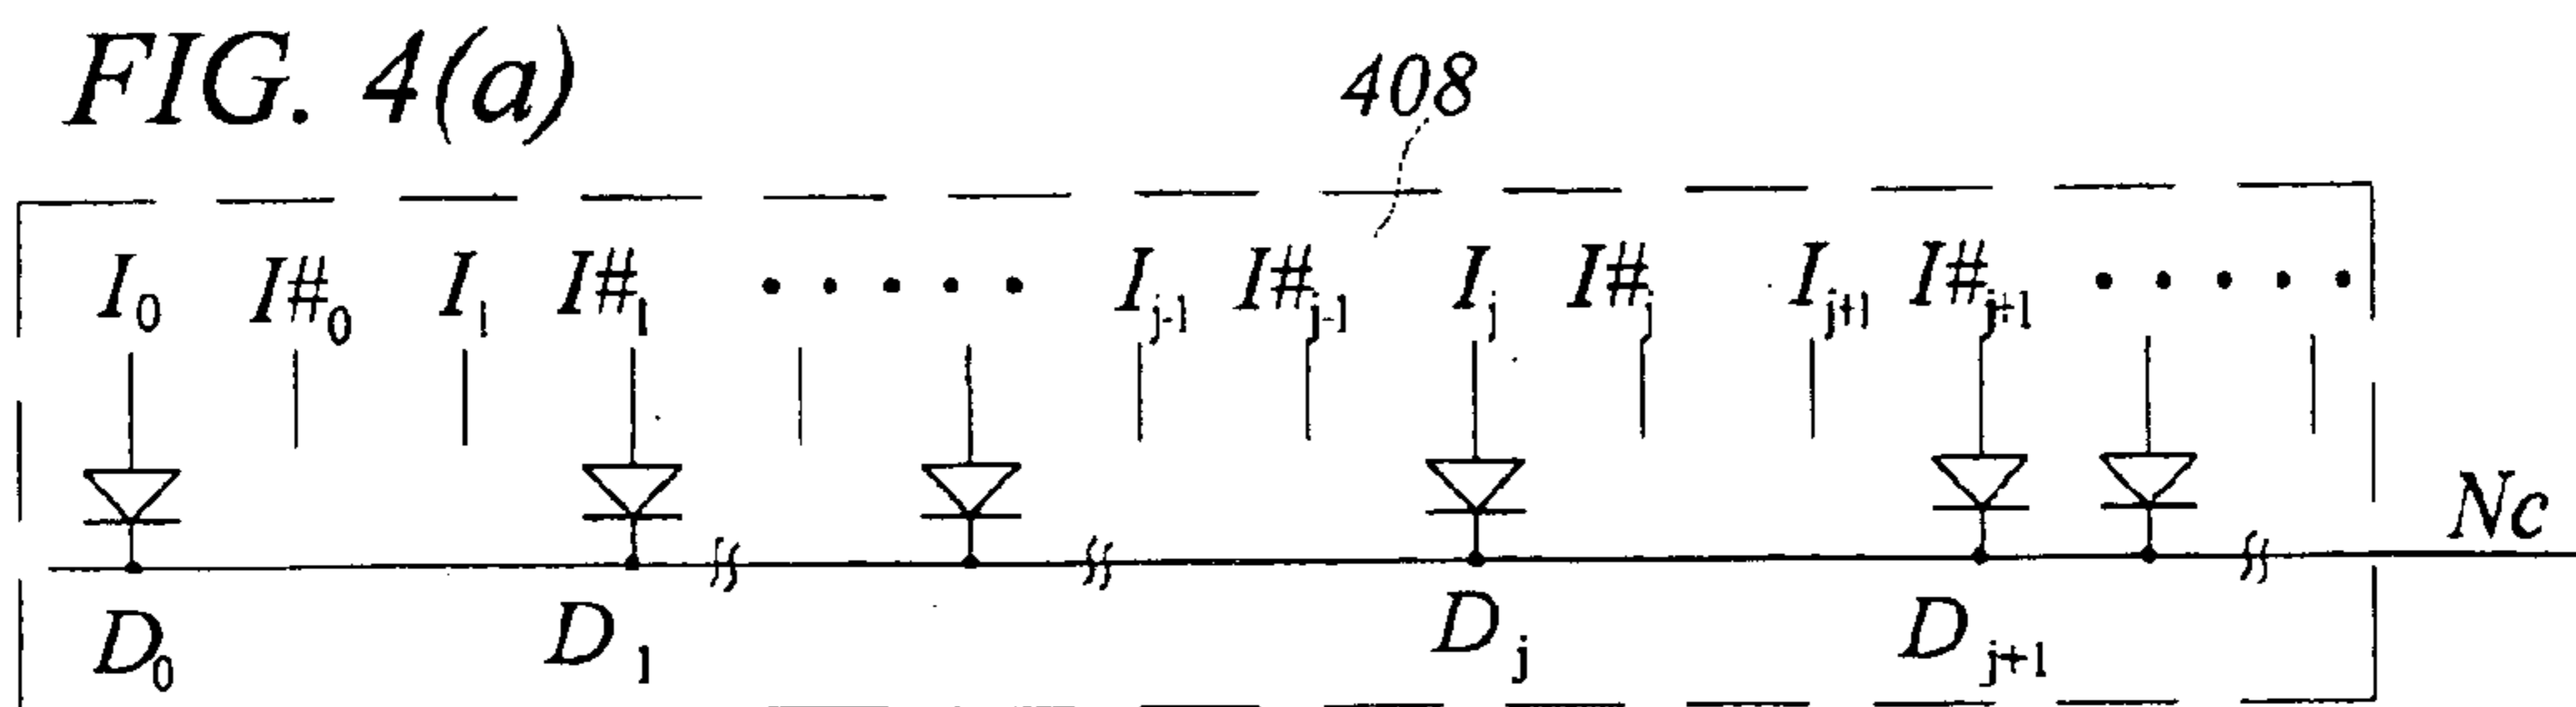 FIG. 4(a)
408
I₀ I#₀ I₁ I#₁ ..... Iⱼ₋₁ I#ⱼ₋₁ Iⱼ I#ⱼ Iⱼ₊₁ I#ⱼ₊₁ .....
Nc
D₀ D₁ Dⱼ Dⱼ₊₁